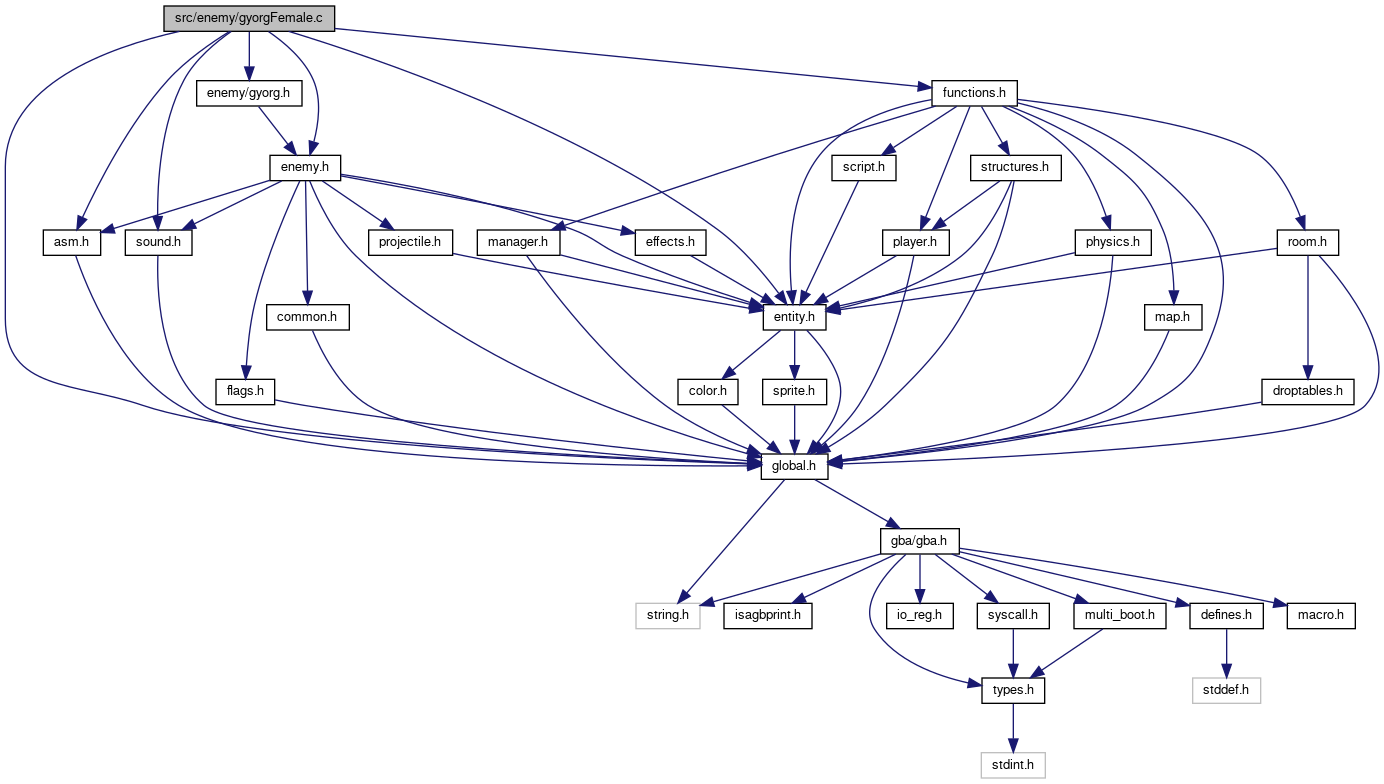 src/enemy/gyorgFemale.c
enemy/gyorg.h
functions.h
enemy.h
script.h
structures.h
asm.h
sound.h
projectile.h
manager.h
effects.h
player.h
physics.h
room.h
common.h
entity.h
map.h
flags.h
color.h
sprite.h
droptables.h
global.h
gba/gba.h
string.h
isagbprint.h
io_reg.h
syscall.h
multi_boot.h
defines.h
macro.h
types.h
stddef.h
stdint.h